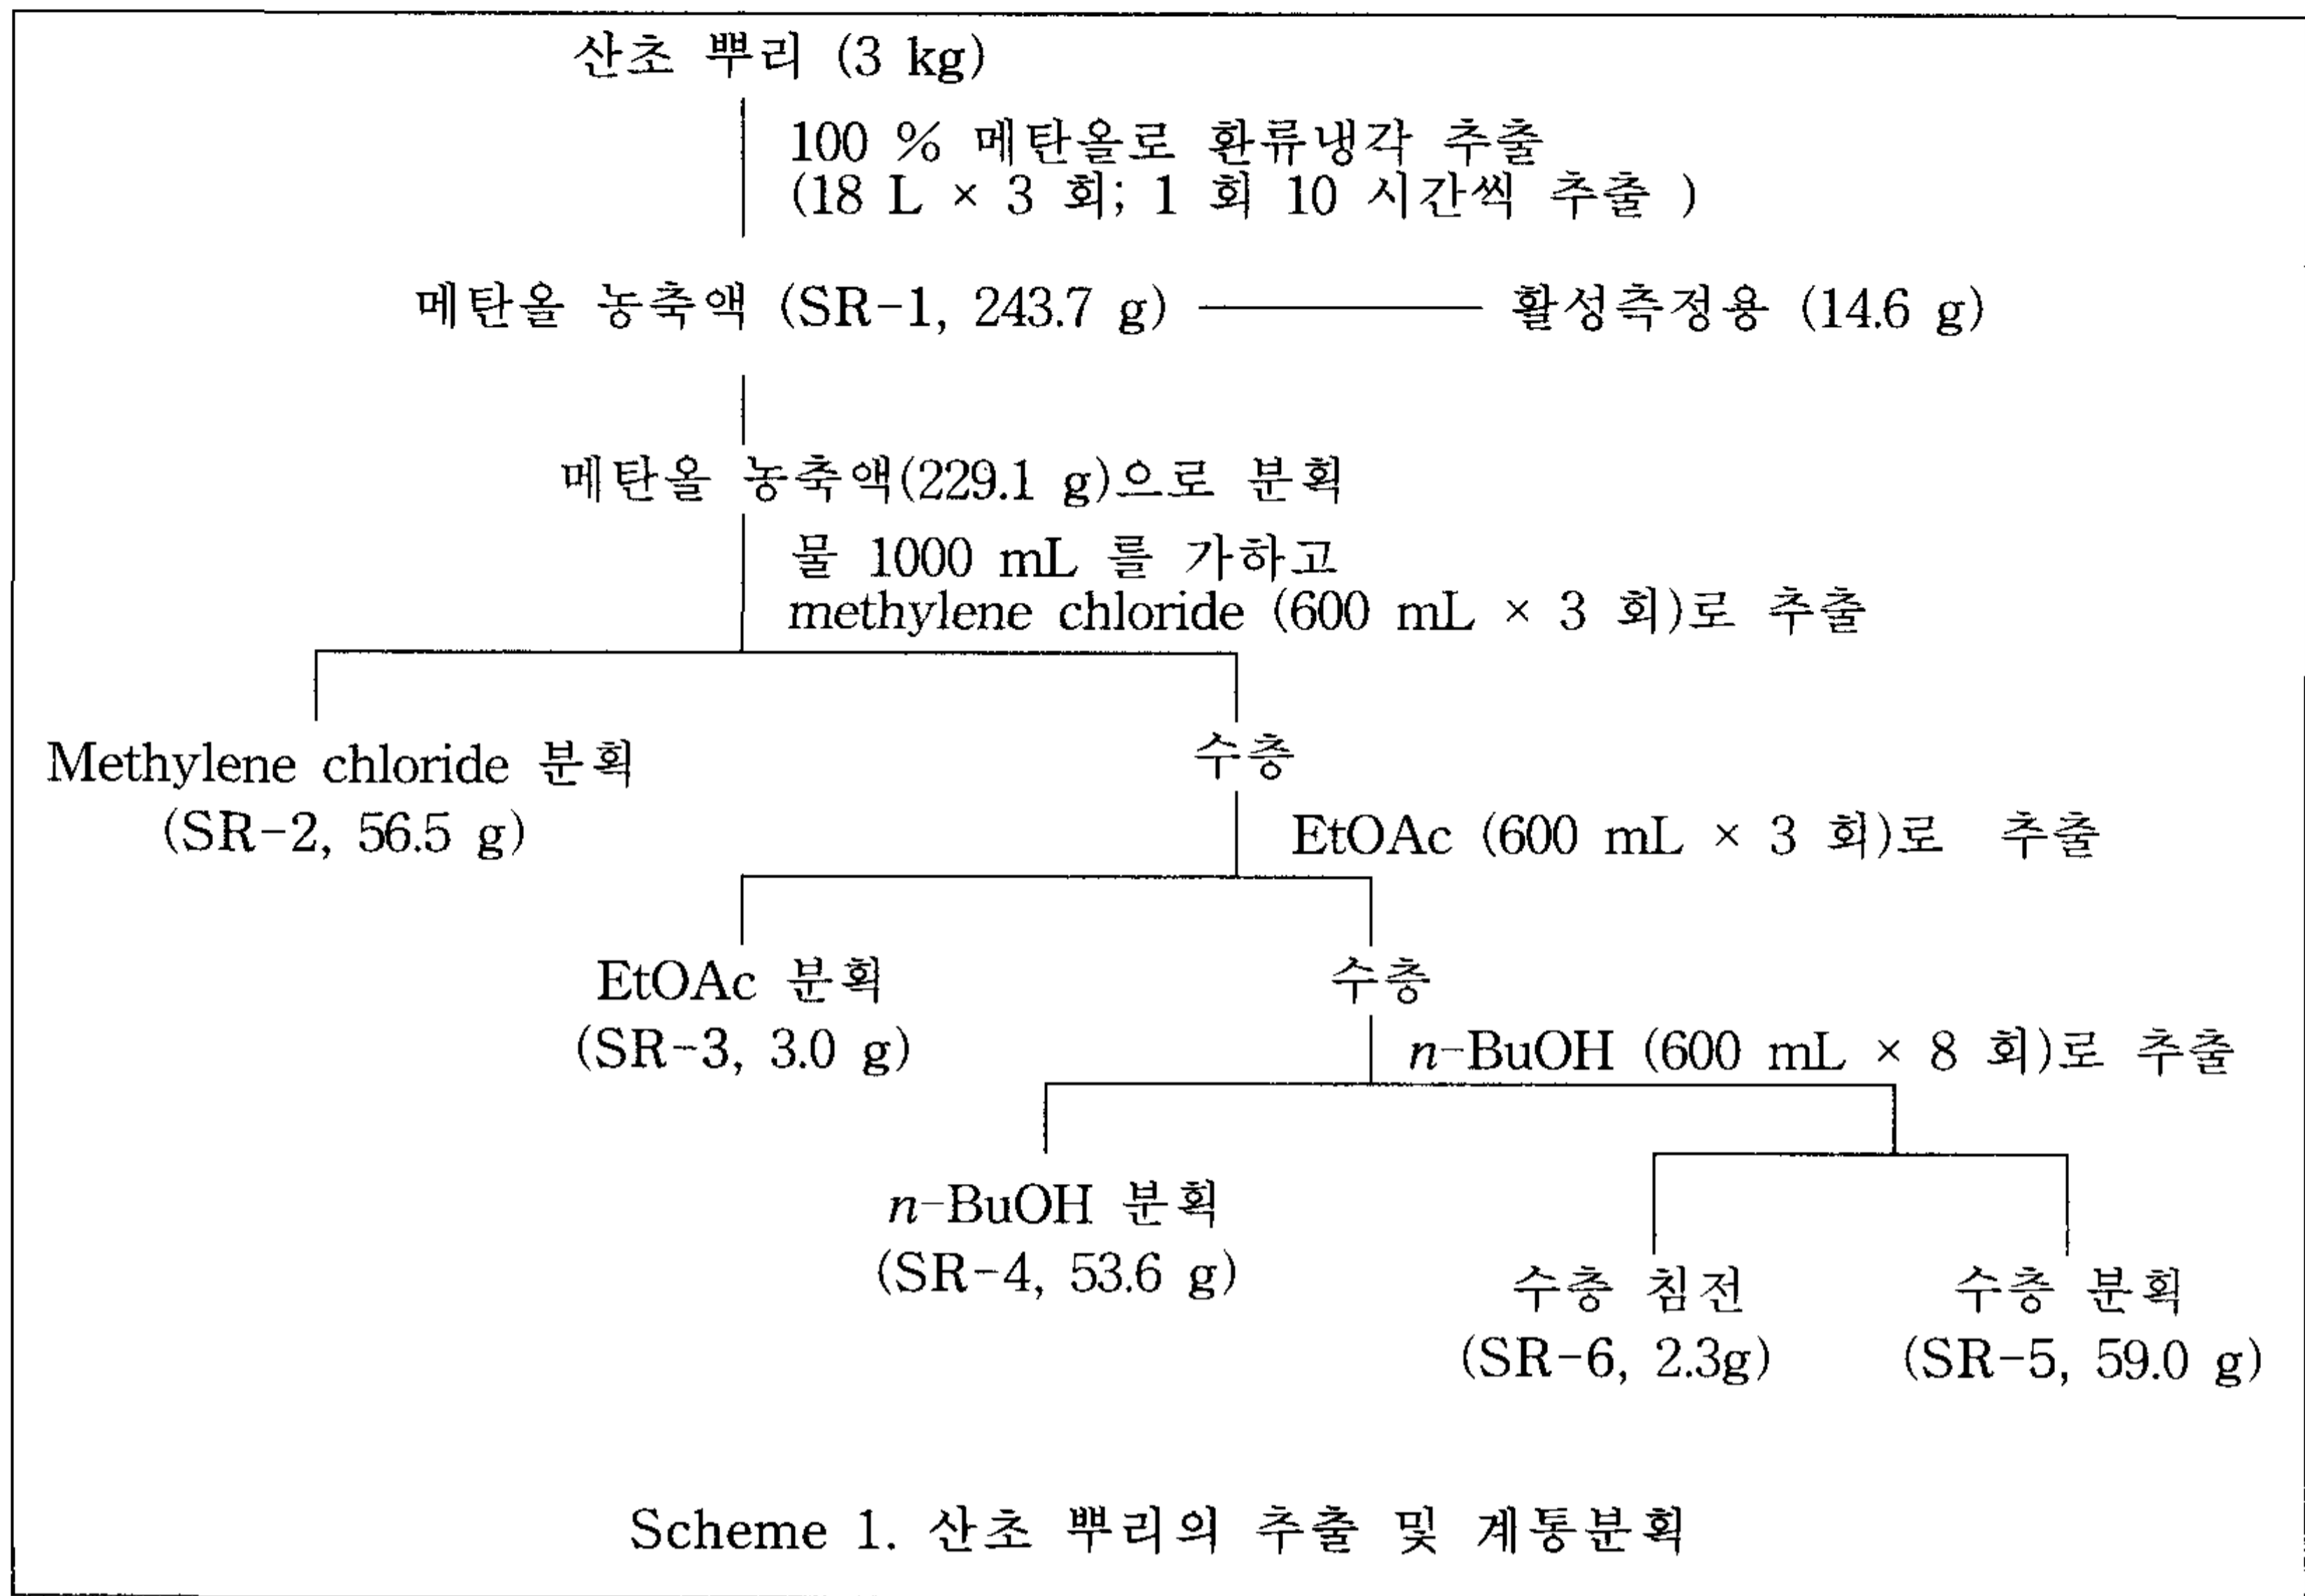 산초 뿌리 (3 kg)
100 % 메탄올로 환류냉각 추출
(18 L × 3 회; 1 회 10 시간씩 추출 )
메탄올 농축액 (SR-1, 243.7 g)
활성측정용 (14.6 g)
메탄올 농축액(229.1 g)으로 분획
물 1000 mL 를 가하고
methylene chloride (600 mL × 3 회)로 추출
Methylene chloride 분획
(SR-2, 56.5 g)
수층
EtOAc (600 mL × 3 회)로 추출
EtOAc 분획
(SR-3, 3.0 g)
수층
n-BuOH (600 mL × 8 회)로 추출
n-BuOH 분획
(SR-4, 53.6 g)
수층 침전
(SR-6, 2.3g)
수층 분획
(SR-5, 59.0 g)
Scheme 1. 산초 뿌리의 추출 및 계통분획